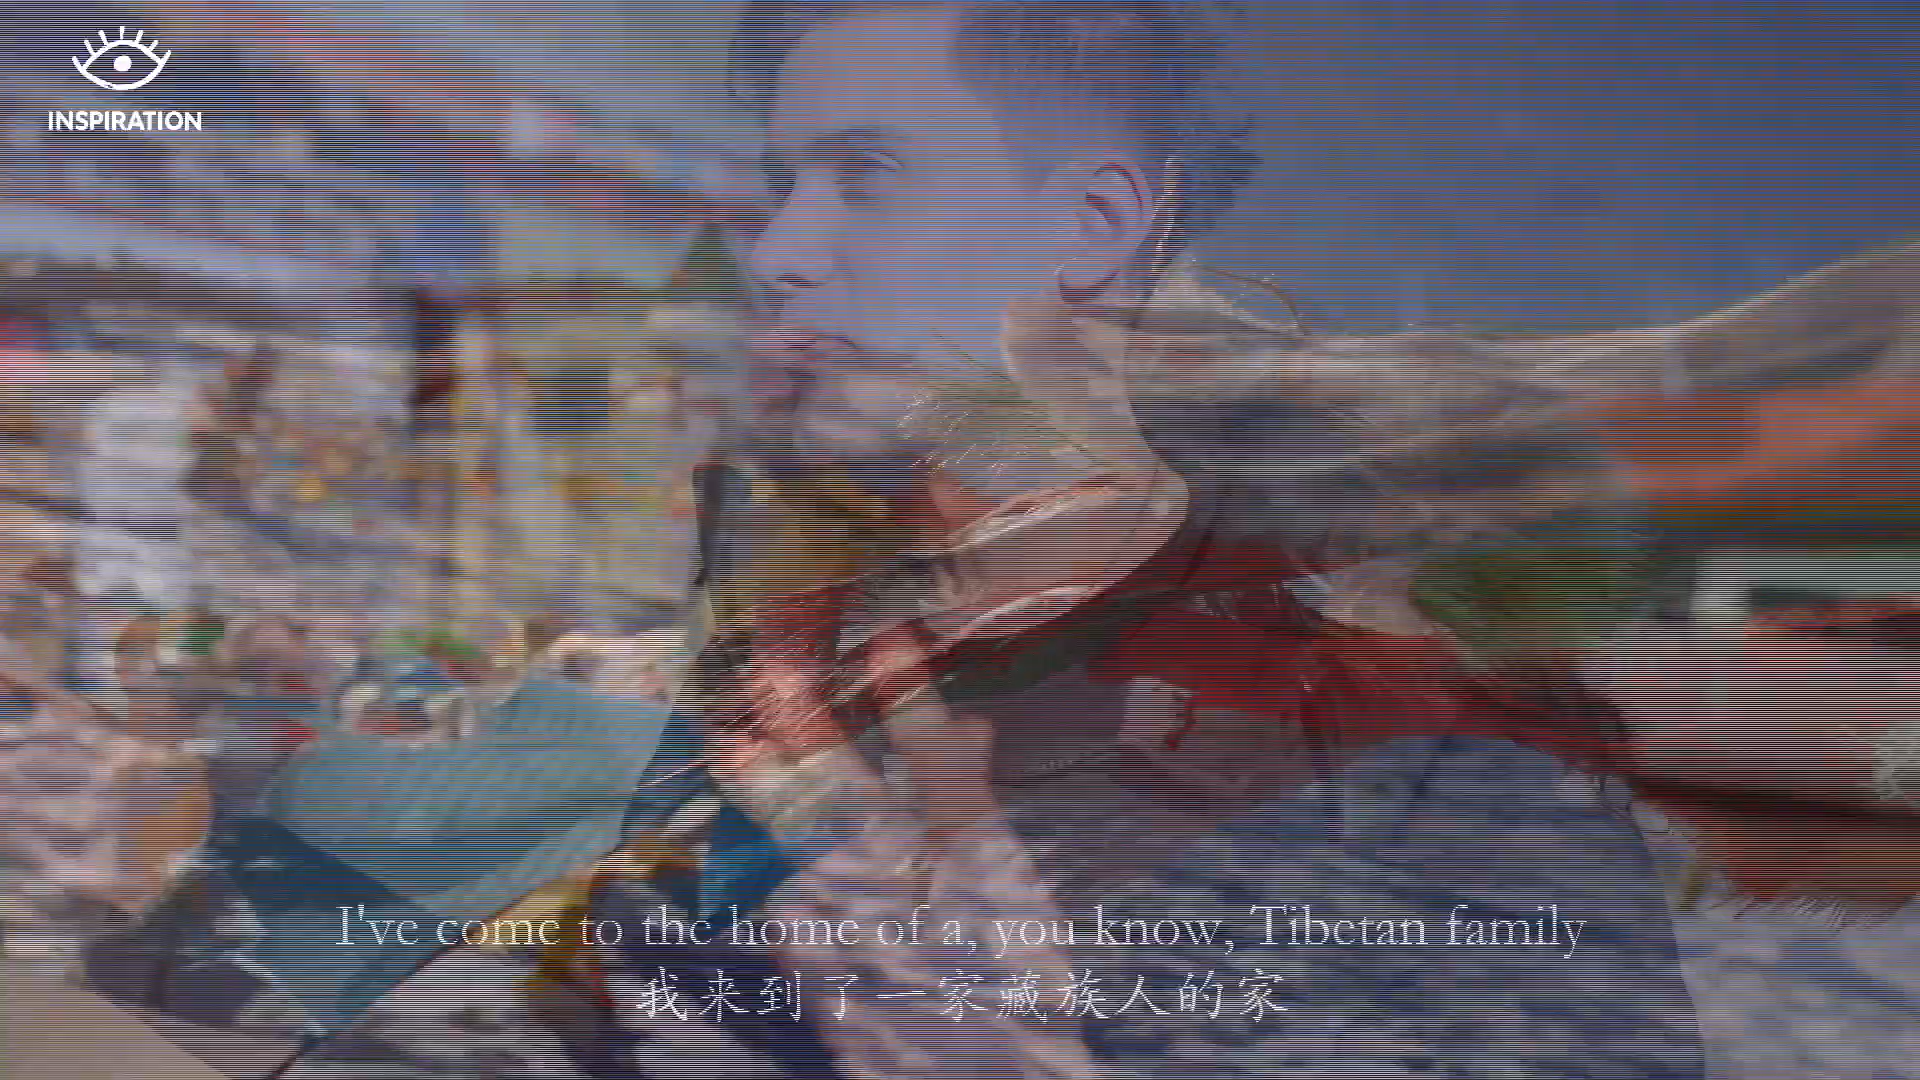 INSPIRATION
I've come to the home of a, you know, Tibetan family
我来到了一家藏族人的家